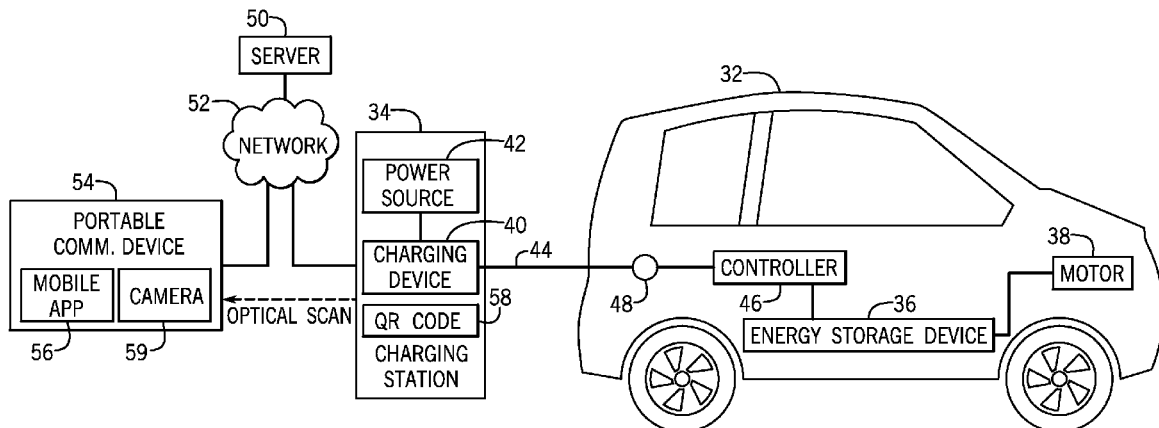 50
SERVER
52
NETWORK
34
42
POWER
SOURCE
54
PORTABLE
COMM. DEVICE
MOBILE
APP
CAMERA
56
59
OPTICAL SCAN
40
CHARGING
DEVICE
44
QR CODE
58
CHARGING
STATION
32
48
CONTROLLER
46
36
ENERGY STORAGE DEVICE
38
MOTOR